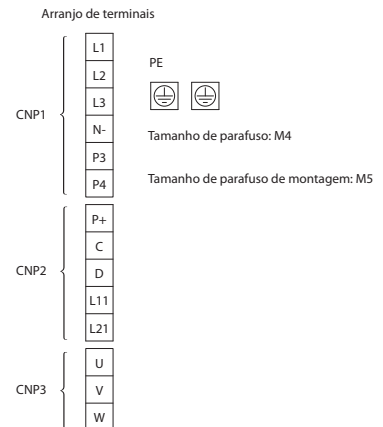 Arranjo de terminais
CNP1
L1
L2
L3
N-
P3
P4
PE
Tamanho de parafuso: M4
Tamanho de parafuso de montagem: M5
CNP2
P+
C
D
L11
L21
CNP3
U
V
W